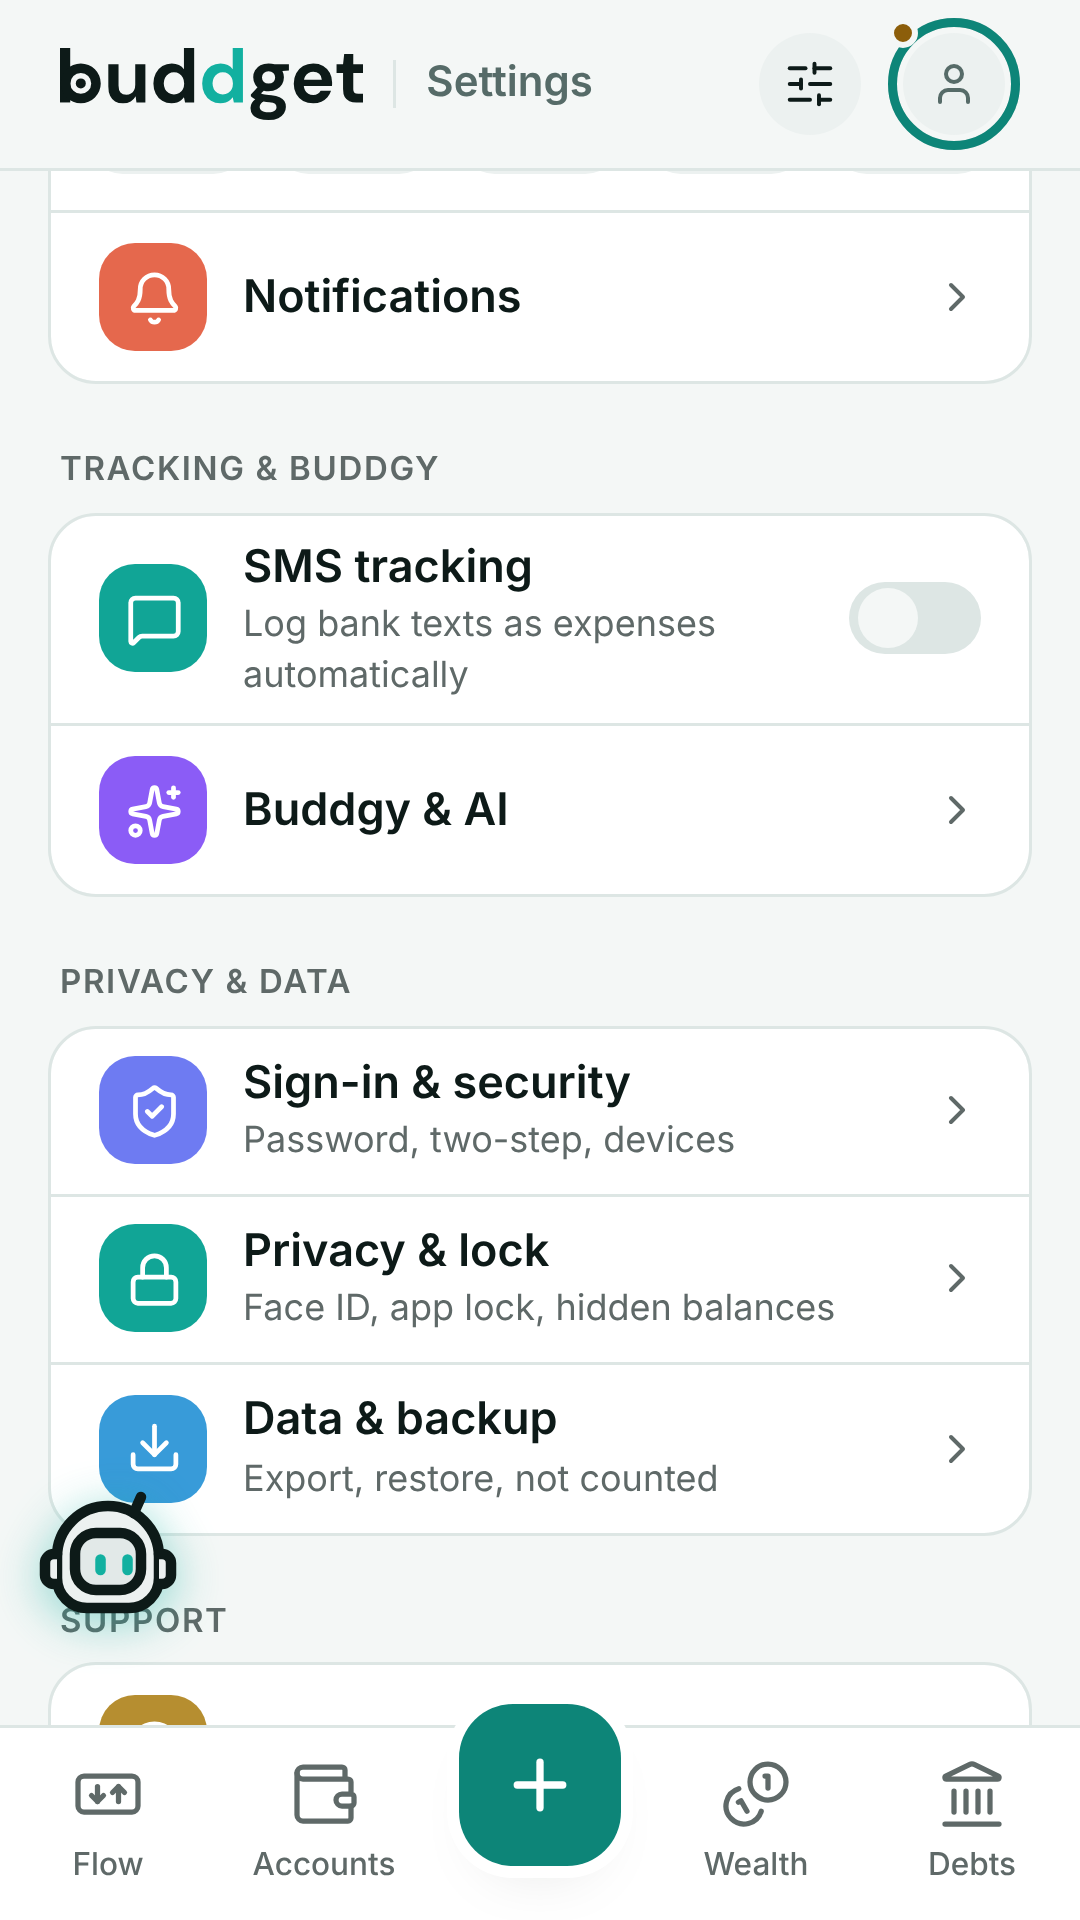 buddget
Settings
Notifications
TRACKING & BUDDGY
SMS tracking
Log bank texts as expenses
automatically
Buddgy & AI
PRIVACY & DATA
Sign-in & security
Password, two-step, devices
Privacy & lock
Face ID, app lock, hidden balances
Data & backup
Export, restore, not counted
SUPPORT
Flow
Accounts
Wealth
Debts